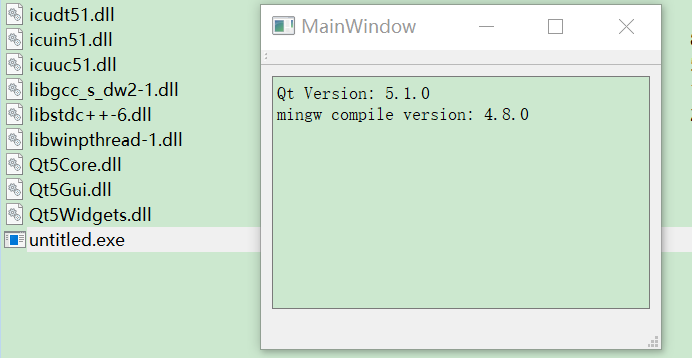 icudt51.dll
icuin51.dll
icuuc51.dll
libgcc_s_dw2-1.dll
libstdc++-6.dll
libwinpthread-1.dll
Qt5Core.dll
Qt5Gui.dll
Qt5Widgets.dll
untitled.exe
MainWindow
Qt Version: 5.1.0
mingw compile version: 4.8.0